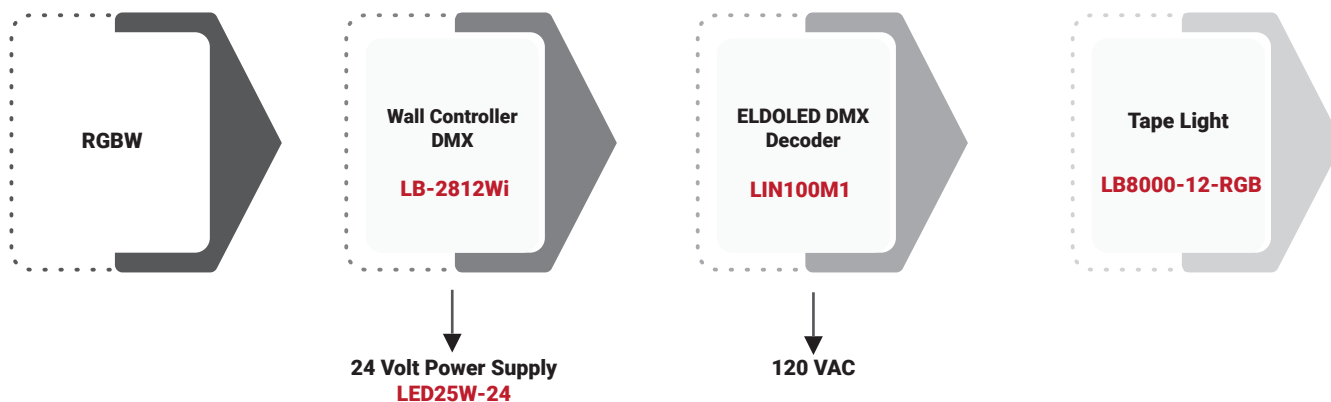 RGBW
Wall Controller
DMX
LB-2812Wi
ELDOLED DMX
Decoder
LIN100M1
Tape Light
LB8000-12-RGB
24 Volt Power Supply
LED25W-24
120 VAC